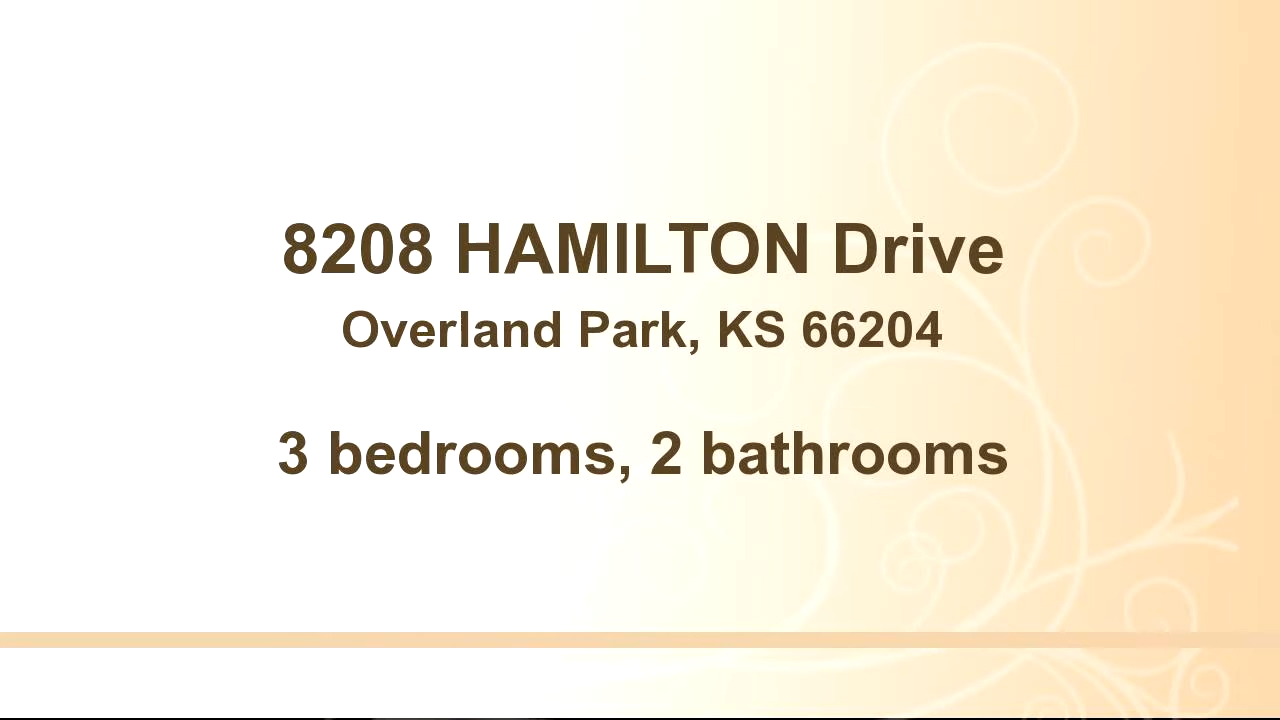 8208 HAMILTON Drive
Overland Park, KS 66204
3 bedrooms, 2 bathrooms